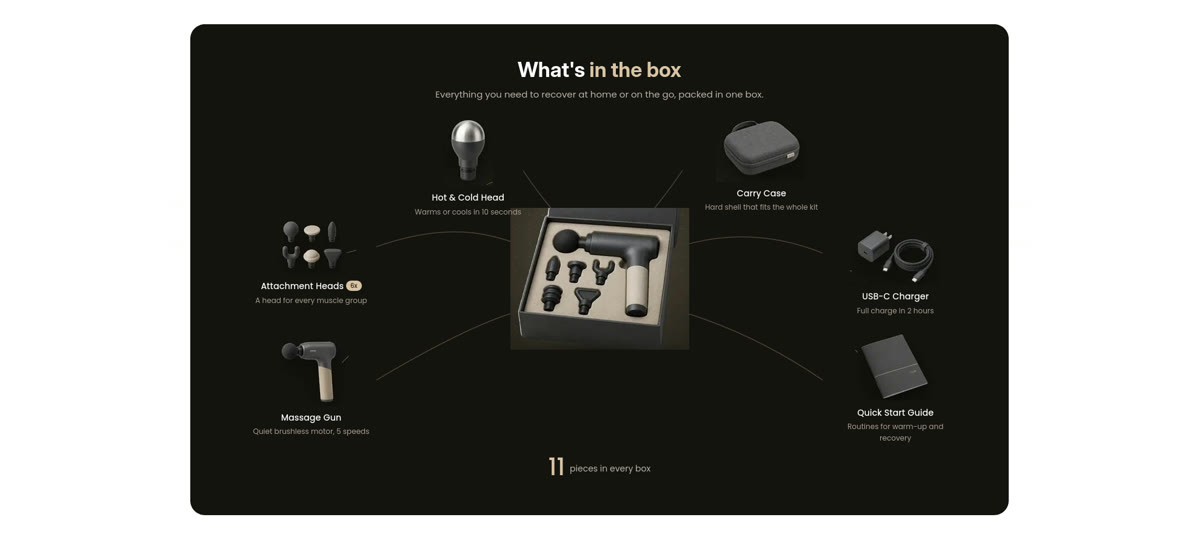 What's in the box
Everything you need to recover at home or on the go, packed in one box.
Hot & Cold Head
Warms or cools in 10 seconds
Carry Case
Hard shell that fits the whole kit
Attachment Heads 6x
A head for every muscle group
USB-C Charger
Full charge in 2 hours
Massage Gun
Quiet brushless motor, 5 speeds
Quick Start Guide
Routines for warm-up and
recovery
11 pieces in every box